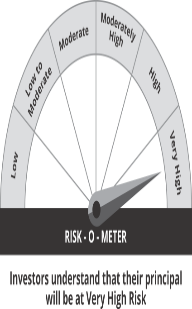 Low
Low to
Moderate
Moderate
Moderately
High
High
Very High
RISK - O - METER
Investors understand that their principal
will be at Very High Risk